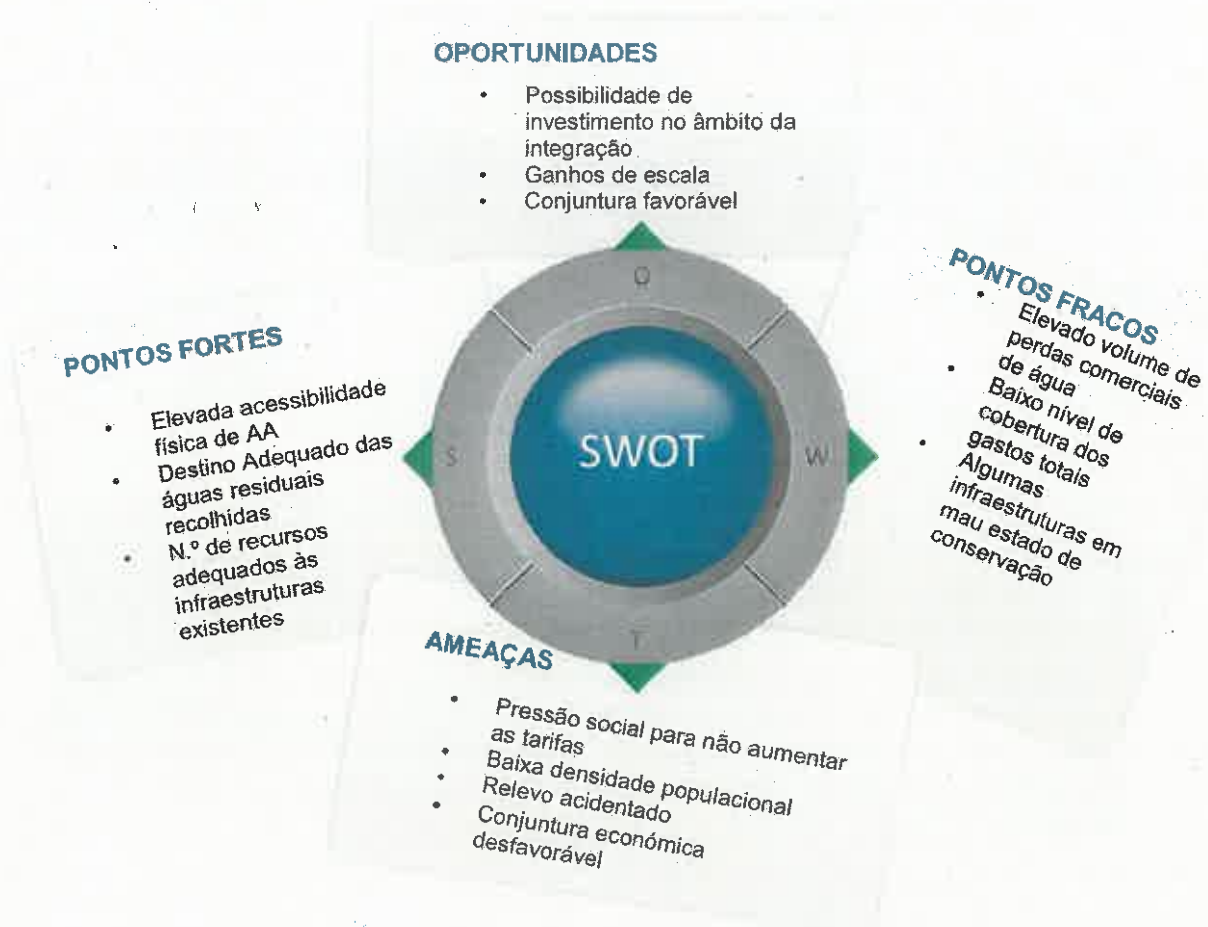 OPORTUNIDADES
• Possibilidade de
investimento no âmbito da
integração
• Ganhos de escala
• Conjuntura favorável
PONTOS FORTES
• Elevada acessibilidade
física de AA
• Destino Adequado das
águas residuais
recolhidas
• N.º de recursos
adequados às
infraestruturas
existentes
O
S
SWOT
W
T
PONTOS FRACOS
• Elevado volume de
perdas comerciais
de água
• Baixo nível de
cobertura dos
gastos totais
• Algumas
infraestruturas em
mau estado de
conservação
AMEAÇAS
• Pressão social para não aumentar
as tarifas
• Baixa densidade populacional
• Relevo acidentado
• Conjuntura económica
desfavorável